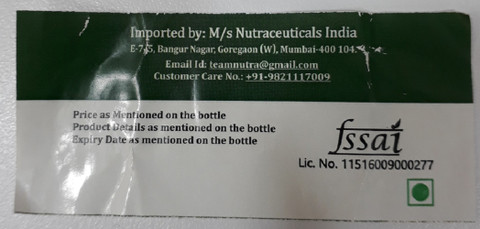 Imported by: M/s Nutraceuticals India
E-7/5, Bangur Nagar, Goregaon (W), Mumbai-400 104.
Email Id: teamnutra@gmail.com
Customer Care No.: +91-9821117009
Price as Mentioned on the bottle
Product Details as mentioned on the bottle
Expiry Date as mentioned on the bottle
fssai
Lic. No. 11516009000277